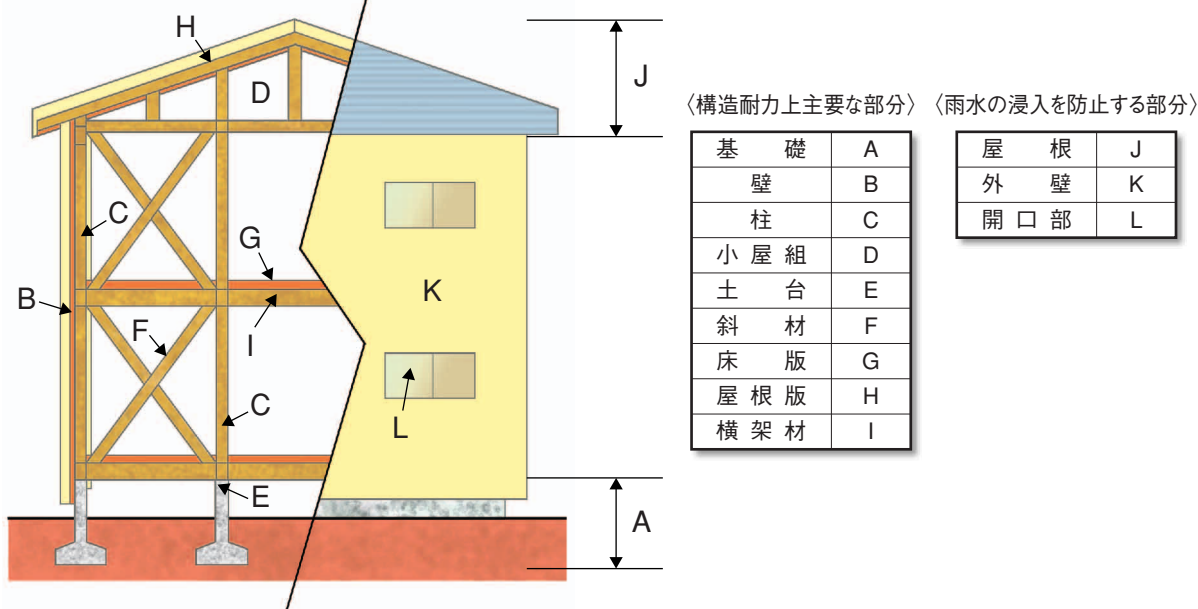 H
D
J
C
G
B
K
F
I
C
L
E
A
〈構造耐力上主要な部分〉
基礎 A
壁 B
柱 C
小屋組 D
土台 E
斜材 F
床版 G
屋根版 H
横架材 I
〈雨水の浸入を防止する部分〉
屋根 J
外壁 K
開口部 L